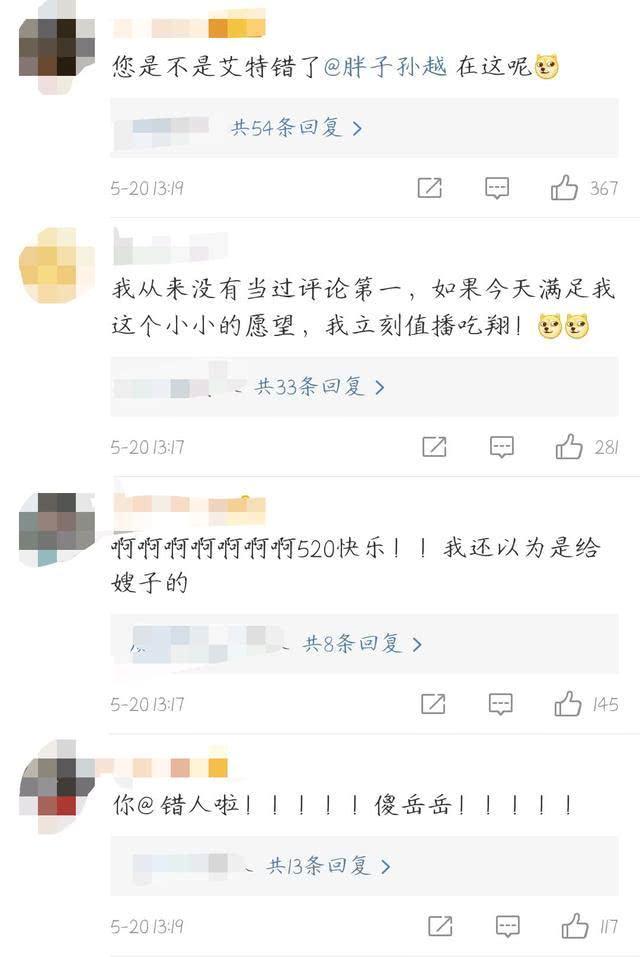 您是不是艾特错了@胖子孙越 在这呢
共54条回复 >
5-20 13:19
367
我从来没有当过评论第一，如果今天满足我
这个小小的愿望，我立刻值播吃翔！
共33条回复 >
5-20 13:17
281
啊啊啊啊啊啊啊520快乐！！我还以为是给
嫂子的
共8条回复 >
5-20 13:17
145
你@错人啦！！！！！傻岳岳！！！！！
共13条回复 >
5-20 13:19
117